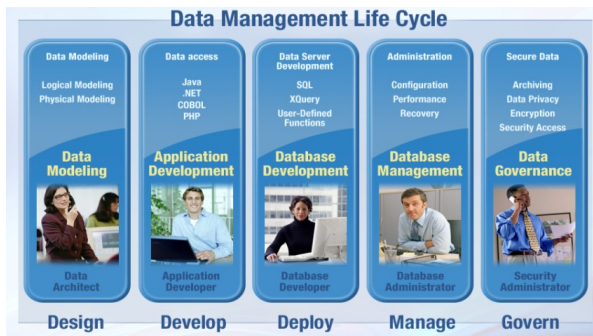 Data Management Life Cycle
Data Modeling
Logical Modeling
Physical Modeling
Data
Modeling
Data
Architect
Design
Data access
Java
.NET
COBOL
PHP
Application
Development
Application
Developer
Develop
Data Server
Development
SQL
XQuery
User-Defined
Functions
Database
Development
Database
Developer
Deploy
Administration
Configuration
Performance
Recovery
Database
Management
Database
Administrator
Manage
Secure Data
Archiving
Data Privacy
Encryption
Security Access
Data
Governance
Security
Administrator
Govern